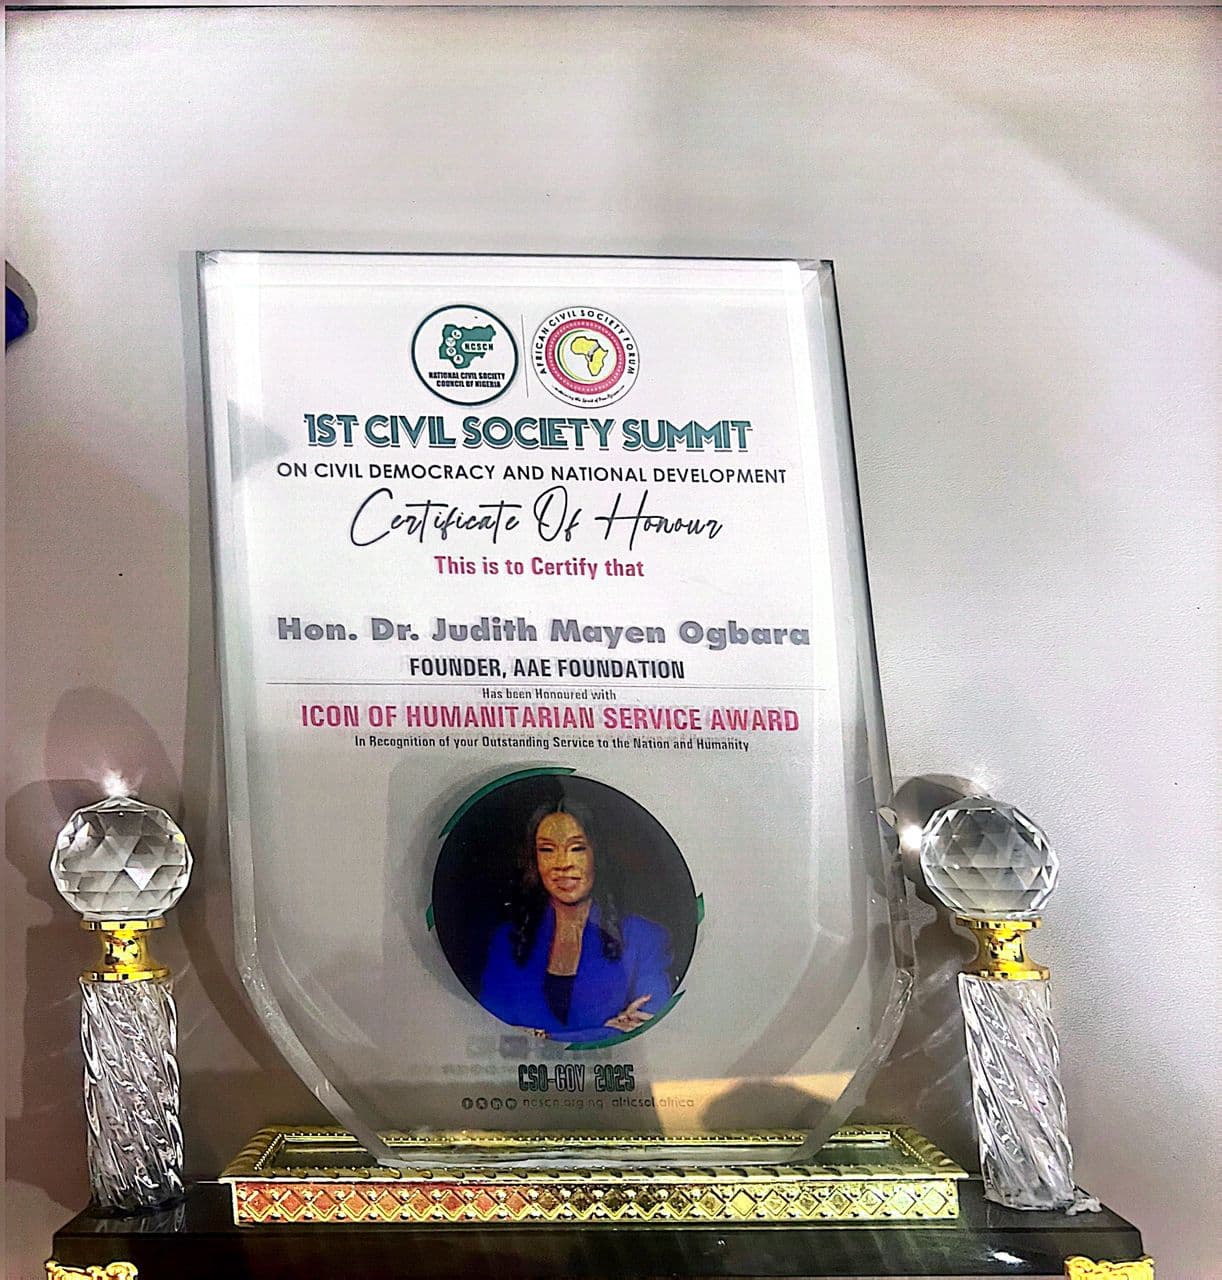 NCSCN
NATIONAL CIVIL SOCIETY
COUNCIL OF NIGERIA
AFRICAN CIVIL SOCIETY FORUM
1ST CIVIL SOCIETY SUMMIT
ON CIVIL DEMOCRACY AND NATIONAL DEVELOPMENT
Certificate Of Honour
This is to Certify that
Hon. Dr. Judith Mayen Ogbara
FOUNDER, AAE FOUNDATION
Has been Honoured with
ICON OF HUMANITARIAN SERVICE AWARD
In Recognition of your Outstanding Service to the Nation and Humanity
CSO-GOV 2025
ncscn.org.ng africsol.africa